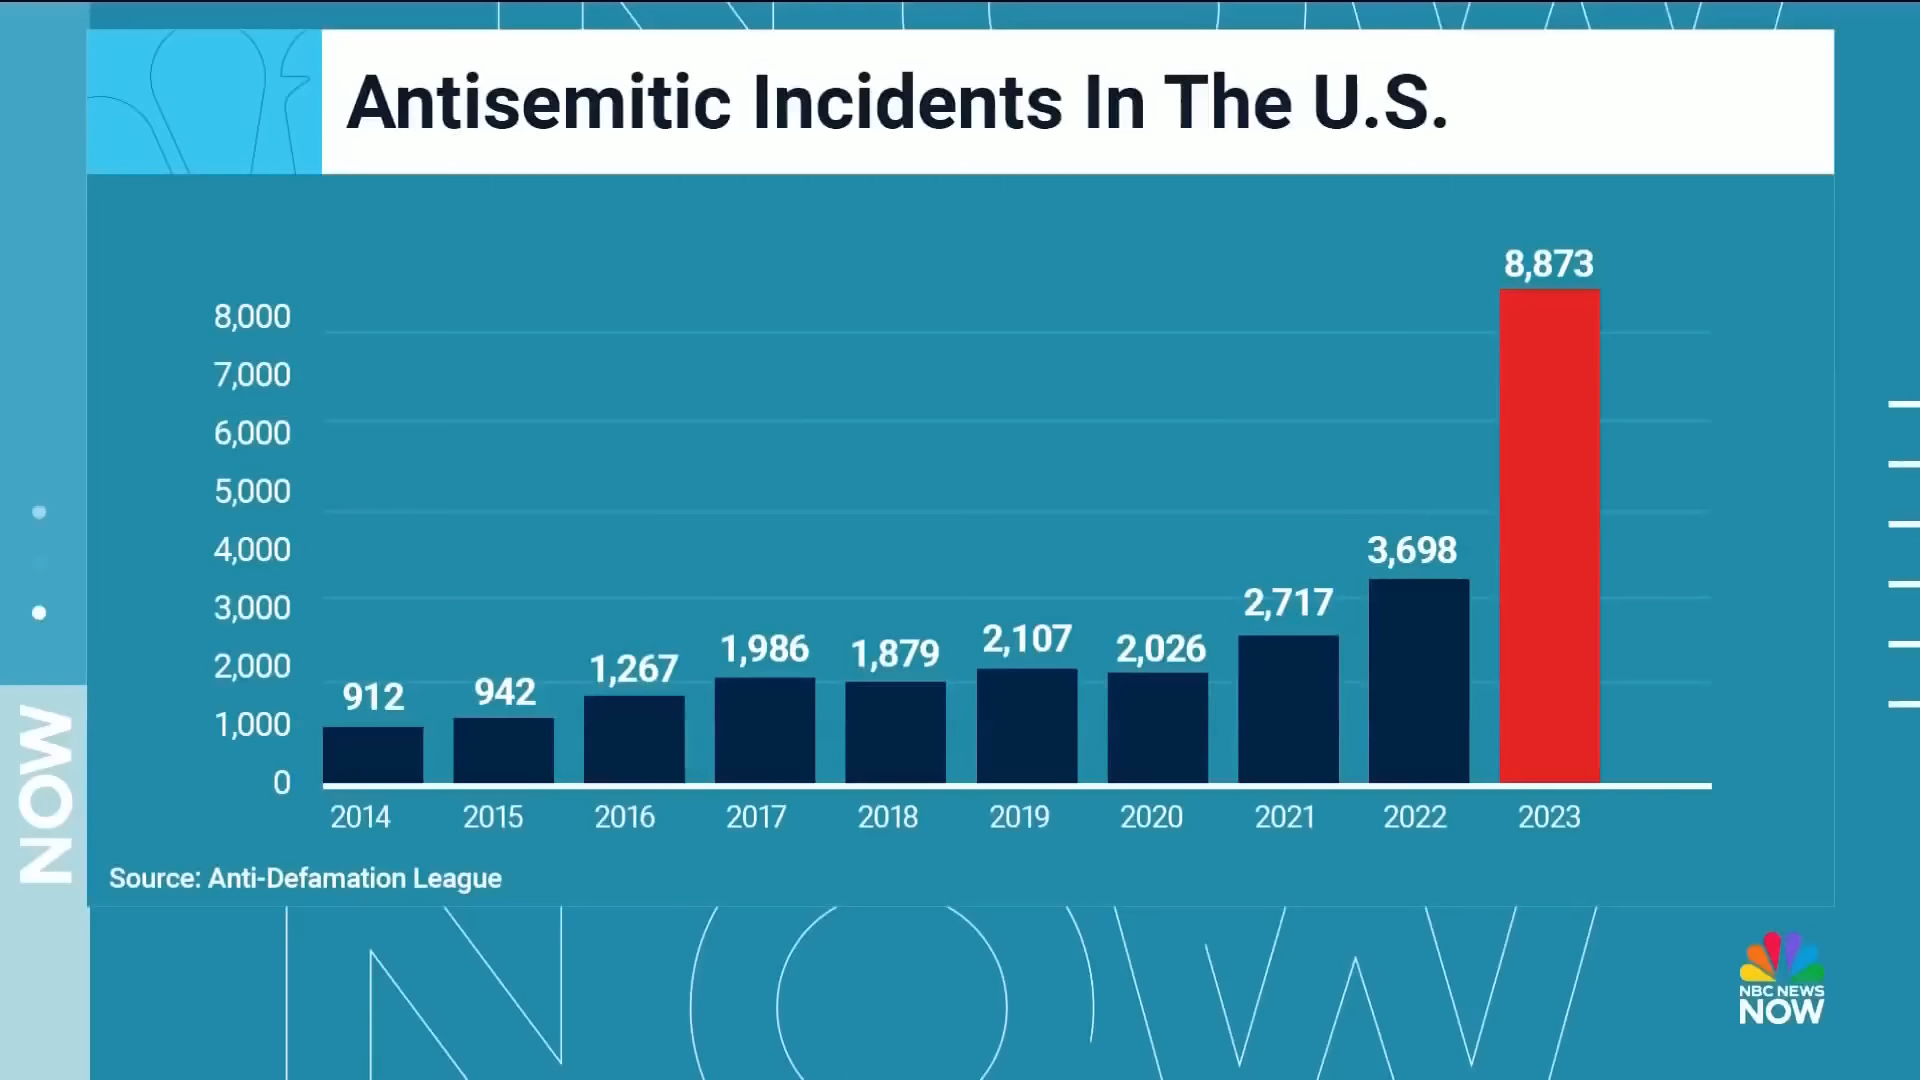 Antisemitic Incidents In The U.S.
8,873
8,000
7,000
6,000
5,000
4,000
3,000
2,000
1,000
0
912
942
1,267
1,986
1,879
2,107
2,026
2,717
3,698
2014 2015 2016 2017 2018 2019 2020 2021 2022 2023
Source: Anti-Defamation League
NOW
NOW
NBC NEWS
NOW